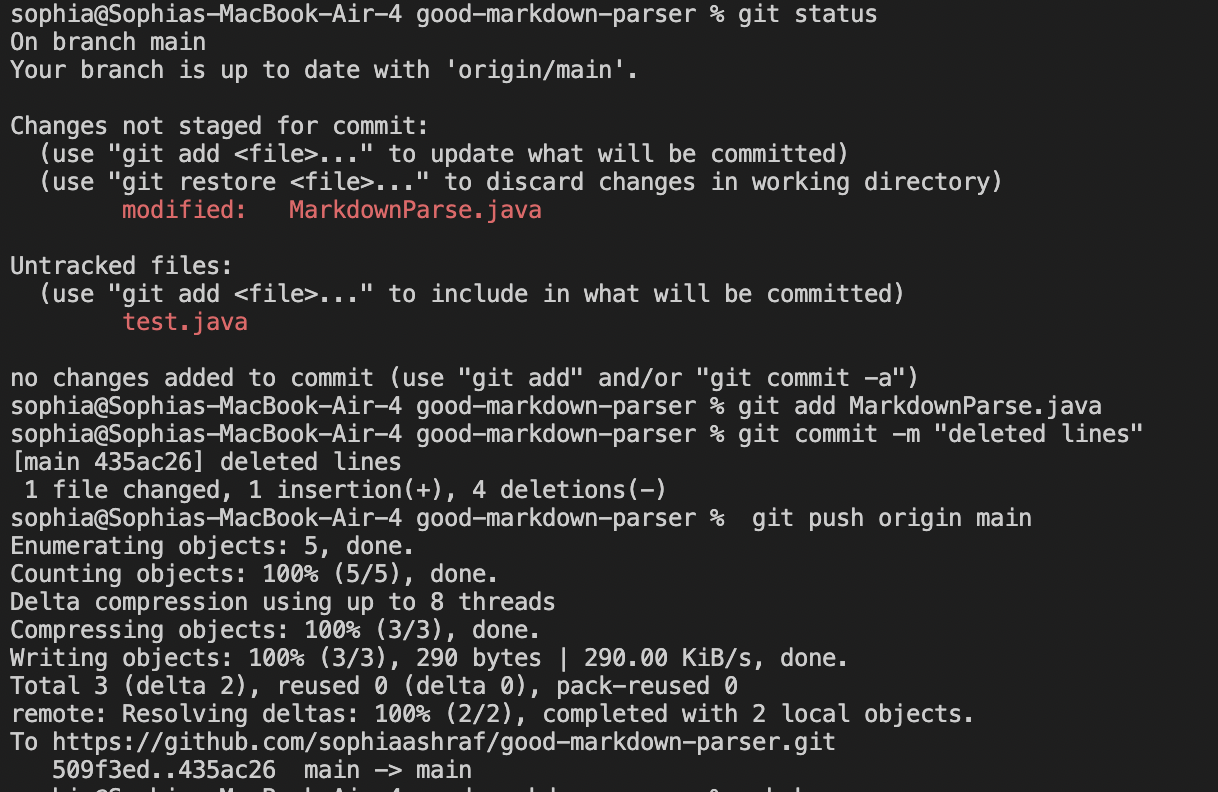 sophia@Sophias-MacBook-Air-4 good-markdown-parser % git status
On branch main
Your branch is up to date with 'origin/main'.
Changes not staged for commit:
  (use "git add <file>..." to update what will be committed)
  (use "git restore <file>..." to discard changes in working directory)
        modified:   MarkdownParse.java
Untracked files:
  (use "git add <file>..." to include in what will be committed)
        test.java
no changes added to commit (use "git add" and/or "git commit -a")
sophia@Sophias-MacBook-Air-4 good-markdown-parser % git add MarkdownParse.java
sophia@Sophias-MacBook-Air-4 good-markdown-parser % git commit -m "deleted lines"
[main 435ac26] deleted lines
 1 file changed, 1 insertion(+), 4 deletions(-)
sophia@Sophias-MacBook-Air-4 good-markdown-parser %  git push origin main
Enumerating objects: 5, done.
Counting objects: 100% (5/5), done.
Delta compression using up to 8 threads
Compressing objects: 100% (3/3), done.
Writing objects: 100% (3/3), 290 bytes | 290.00 KiB/s, done.
Total 3 (delta 2), reused 0 (delta 0), pack-reused 0
remote: Resolving deltas: 100% (2/2), completed with 2 local objects.
To https://github.com/sophiaashraf/good-markdown-parser.git
   509f3ed..435ac26  main -> main